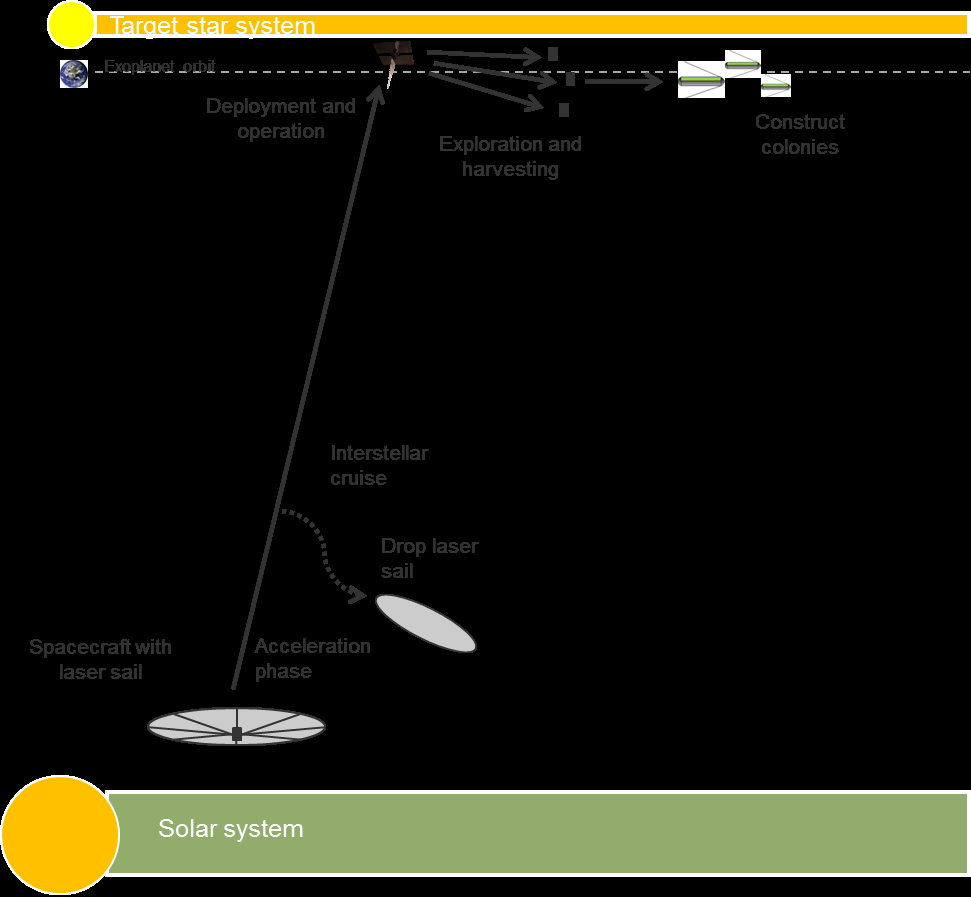 Target star system
Exoplanet orbit
Deployment and
operation
Exploration and
harvesting
Construct
colonies
Interstellar
cruise
Drop laser
sail
Spacecraft with
laser sail
Acceleration
phase
Solar system